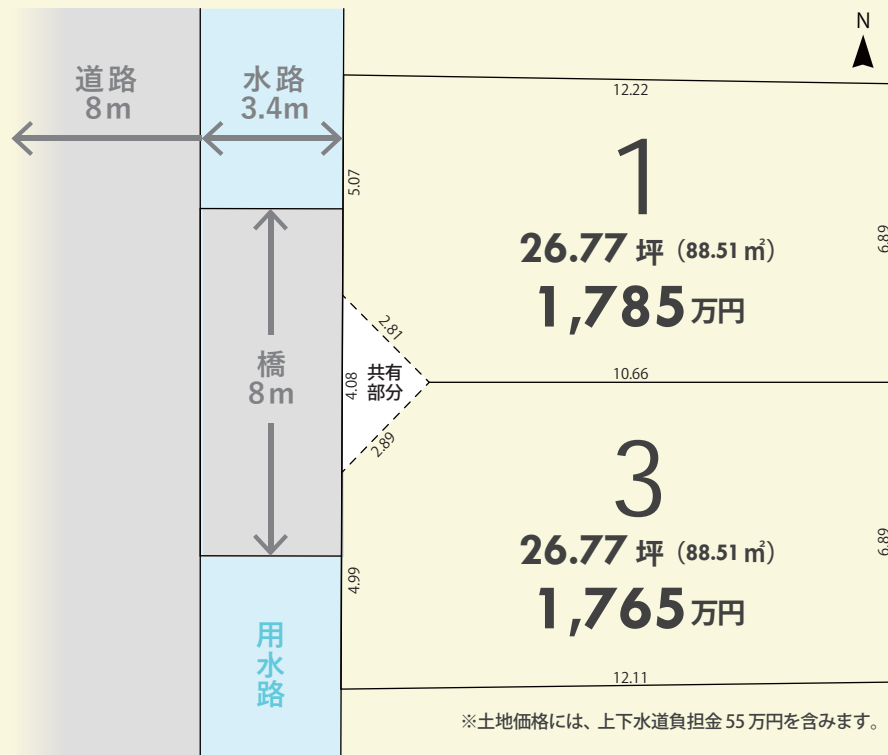 N
道路
8m
水路
3.4m
12.22
5.07
1
6.89
26.77 坪（88.51㎡）
1,785万円
2.81
橋
8m
4.08
共有
部分
10.66
2.89
3
6.89
26.77 坪（88.51㎡）
1,765万円
4.99
用水路
12.11
※土地価格には、上下水道負担金 55 万円を含みます。